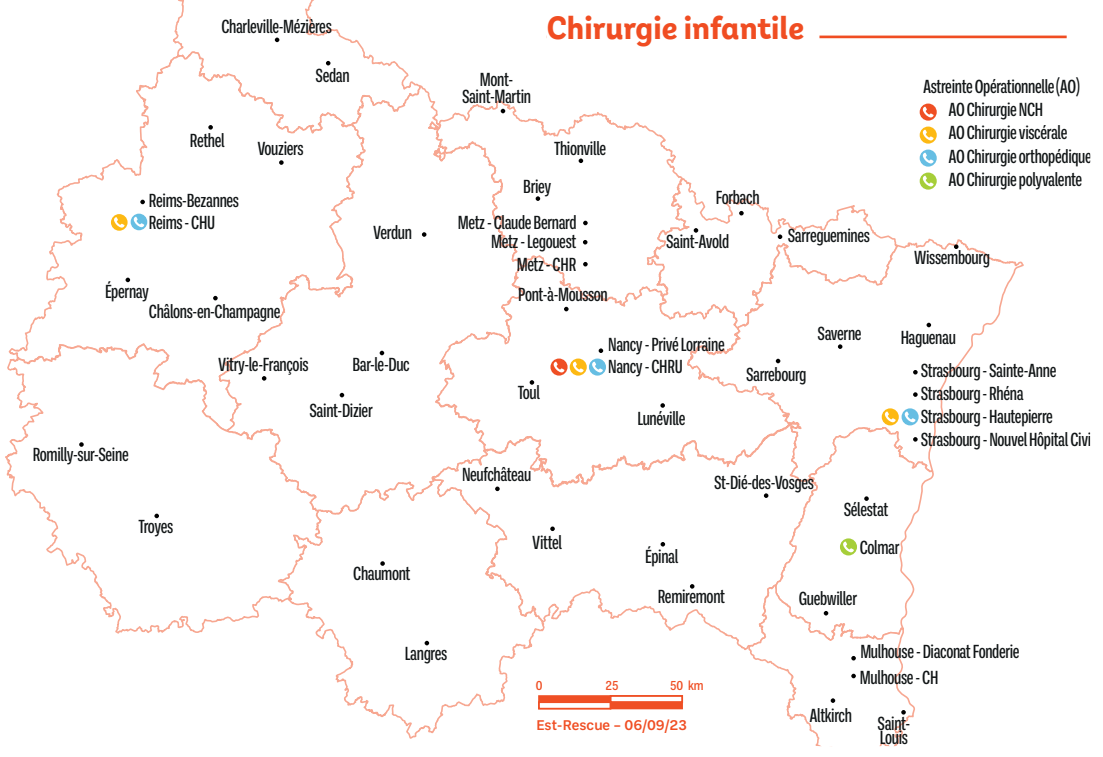 Chirurgie infantile
Charleville-Mézières
Sedan
Mont-
Saint-Martin
Astreinte Opérationnelle (AO)
AO Chirurgie NCH
AO Chirurgie viscérale
AO Chirurgie orthopédique
AO Chirurgie polyvalente
Rethel
Vouziers
Thionville
Briey
Forbach
Reims-Bezannes
Reims - CHU
Verdun
Metz - Claude Bernard
Metz - Legouest
Metz - CHR
Saint-Avold
Sarreguemines
Wissembourg
Épernay
Châlons-en-Champagne
Pont-à-Mousson
Saverne
Haguenau
Nancy - Privé Lorraine
Nancy - CHRU
Vitry-le-François
Bar-le-Duc
Sarrebourg
Strasbourg - Sainte-Anne
Strasbourg - Rhéna
Strasbourg - Hautepierre
Strasbourg - Nouvel Hôpital Civi
Toul
Saint-Dizier
Lunéville
Romilly-sur-Seine
Neufchâteau
St-Dié-des-Vosges
Sélestat
Troyes
Vittel
Épinal
Colmar
Chaumont
Remiremont
Guebwiller
Langres
Mulhouse - Diaconat Fonderie
Mulhouse - CH
Altkirch
Saint-
Louis
0 25 50 km
Est-Rescue – 06/09/23